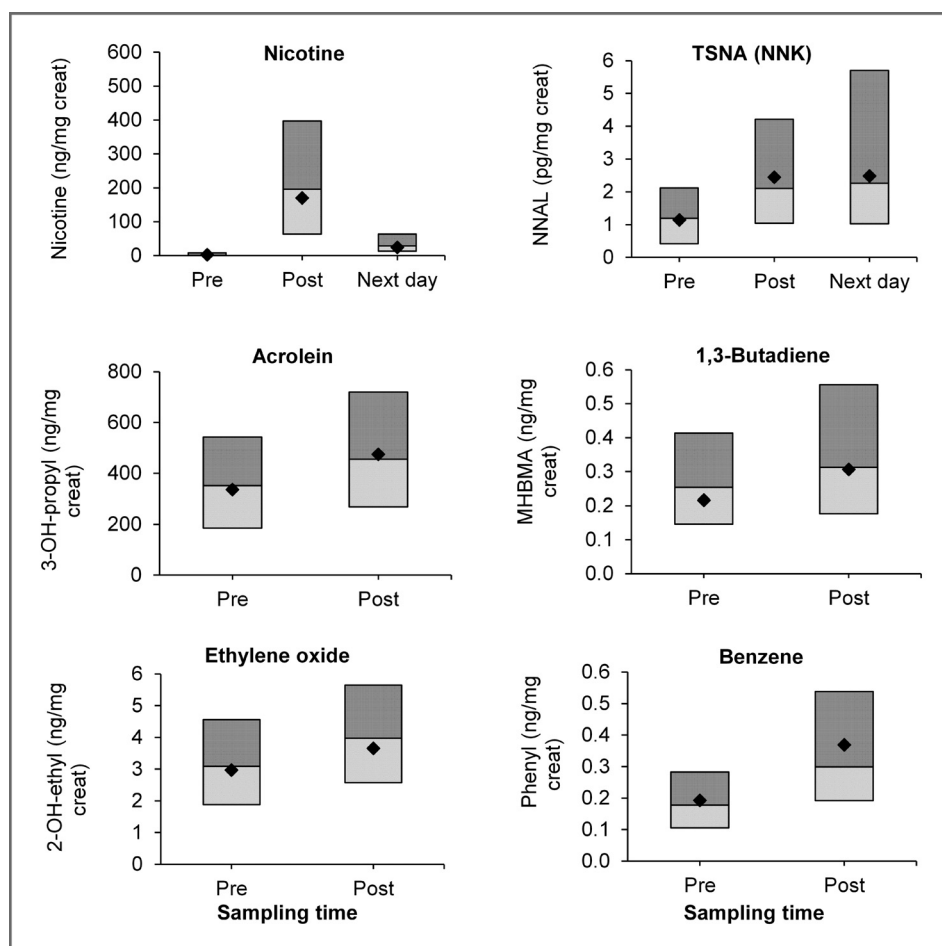 Nicotine
Nicotine (ng/mg creat)
600
500
400
300
200
100
0
Pre Post Next day
TSNA (NNK)
NNAL (pg/mg creat)
6
5
4
3
2
1
0
Pre Post Next day
Acrolein
3-OH-propyl (ng/mg
creat)
800
600
400
200
0
Pre Post
1,3-Butadiene
MHBMA (ng/mg
creat)
0.6
0.5
0.4
0.3
0.2
0.1
0.0
Pre Post
Ethylene oxide
2-OH-ethyl (ng/mg
creat)
6
5
4
3
2
1
0
Pre Post
Sampling time
Benzene
Phenyl (ng/mg
creat)
0.6
0.5
0.4
0.3
0.2
0.1
0.0
Pre Post
Sampling time